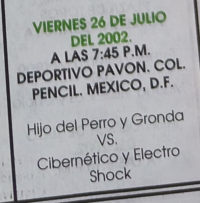 VIERNES 26 DE JULIO
DEL 2002.
A LAS 7:45 P.M.
DEPORTIVO PAVON. COL.
PENCIL. MEXICO, D.F.
Hijo del Perro y Gronda
VS.
Cibernético y Electro
Shock